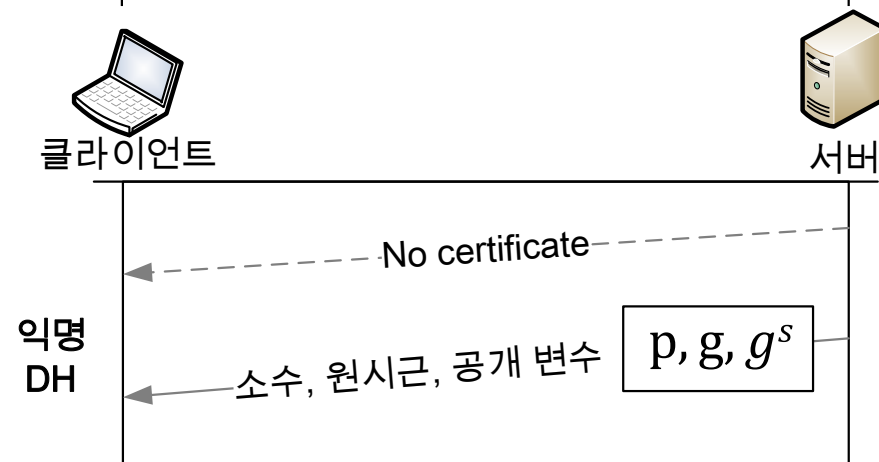 클라이언트
서버
No certificate
익명
DH
소수, 원시근, 공개 변수
p, g, gˢ